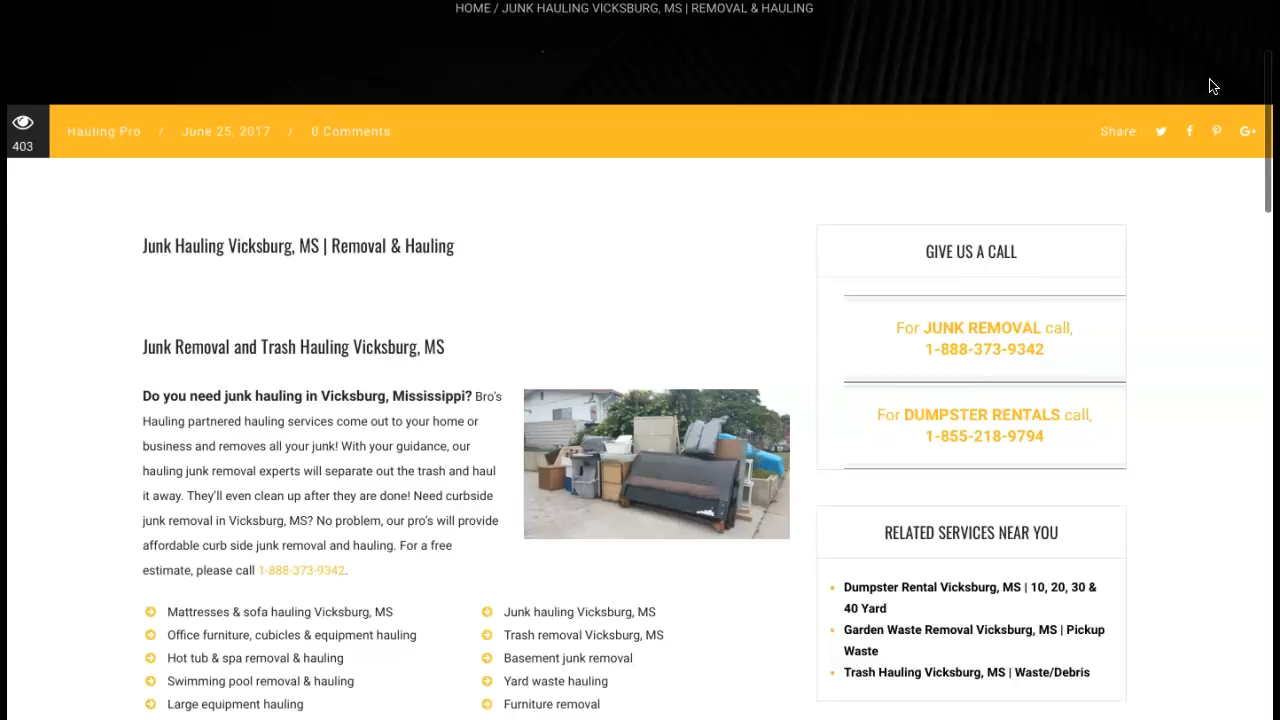 HOME / JUNK HAULING VICKSBURG, MS | REMOVAL & HAULING
403
Hauling Pro / June 25, 2017 / 0 Comments
Share :
Junk Hauling Vicksburg, MS | Removal & Hauling
Junk Removal and Trash Hauling Vicksburg, MS
Do you need junk hauling in Vicksburg, Mississippi? Bro's
Hauling partnered hauling services come out to your home or
business and removes all your junk! With your guidance, our
hauling junk removal experts will separate out the trash and haul
it away. They'll even clean up after they are done! Need curbside
junk removal in Vicksburg, MS? No problem, our pro's will provide
affordable curb side junk removal and hauling. For a free
estimate, please call 1-888-373-9342.
Mattresses & sofa hauling Vicksburg, MS
Office furniture, cubicles & equipment hauling
Hot tub & spa removal & hauling
Swimming pool removal & hauling
Large equipment hauling
Junk hauling Vicksburg, MS
Trash removal Vicksburg, MS
Basement junk removal
Yard waste hauling
Furniture removal
GIVE US A CALL
For JUNK REMOVAL call,
1-888-373-9342
For DUMPSTER RENTALS call,
1-855-218-9794
RELATED SERVICES NEAR YOU
Dumpster Rental Vicksburg, MS | 10, 20, 30 &
40 Yard
Garden Waste Removal Vicksburg, MS | Pickup
Waste
Trash Hauling Vicksburg, MS | Waste/Debris